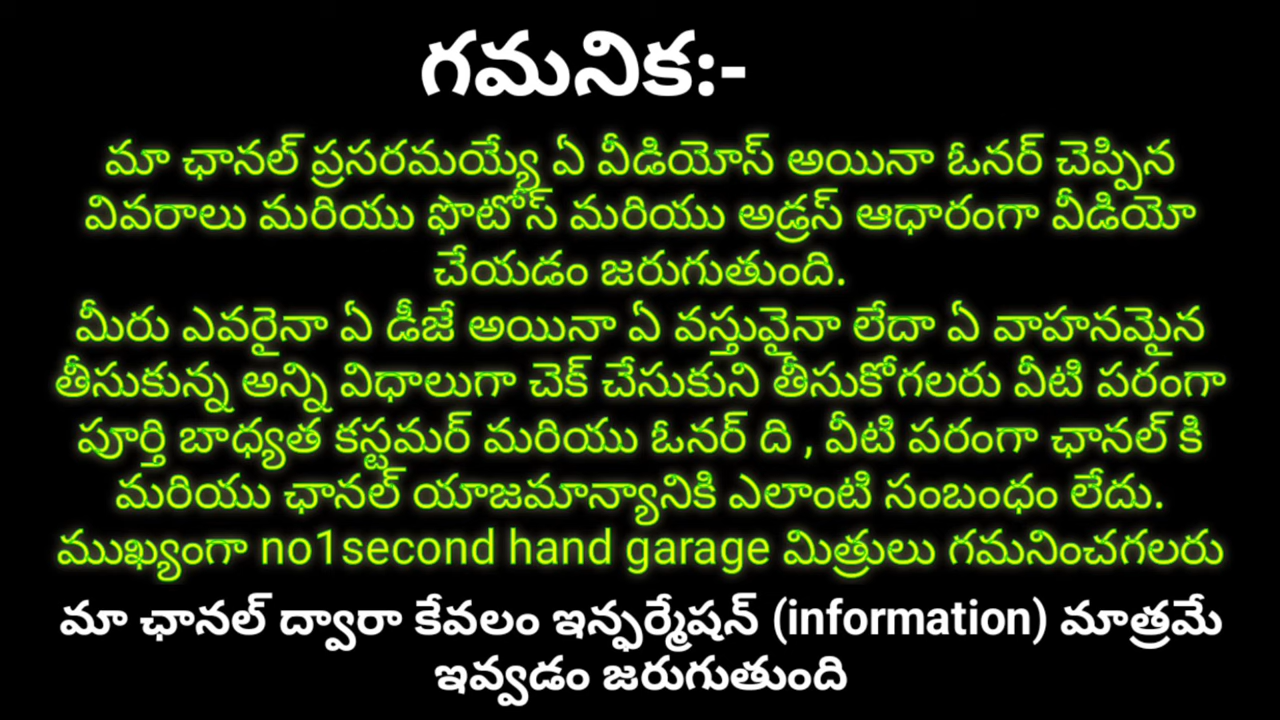 గమనిక:-
మా ఛానల్ ప్రసరమయ్యే ఏ వీడియోస్ అయినా ఓనర్ చెప్పిన
వివరాలు మరియు ఫొటోస్ మరియు అడ్రస్ ఆధారంగా వీడియో
చేయడం జరుగుతుంది.
మీరు ఎవరైనా ఏ డీజే అయినా ఏ వస్తువైనా లేదా ఏ వాహనమైన
తీసుకున్న అన్ని విధాలుగా చెక్ చేసుకుని తీసుకోగలరు వీటి పరంగా
పూర్తి బాధ్యత కస్టమర్ మరియు ఓనర్ ది , వీటి పరంగా ఛానల్ కి
మరియు ఛానల్ యాజమాన్యానికి ఎలాంటి సంబంధం లేదు.
ముఖ్యంగా no1second hand garage మిత్రులు గమనించగలరు
మా ఛానల్ ద్వారా కేవలం ఇన్ఫర్మేషన్ (information) మాత్రమే
ఇవ్వడం జరుగుతుంది